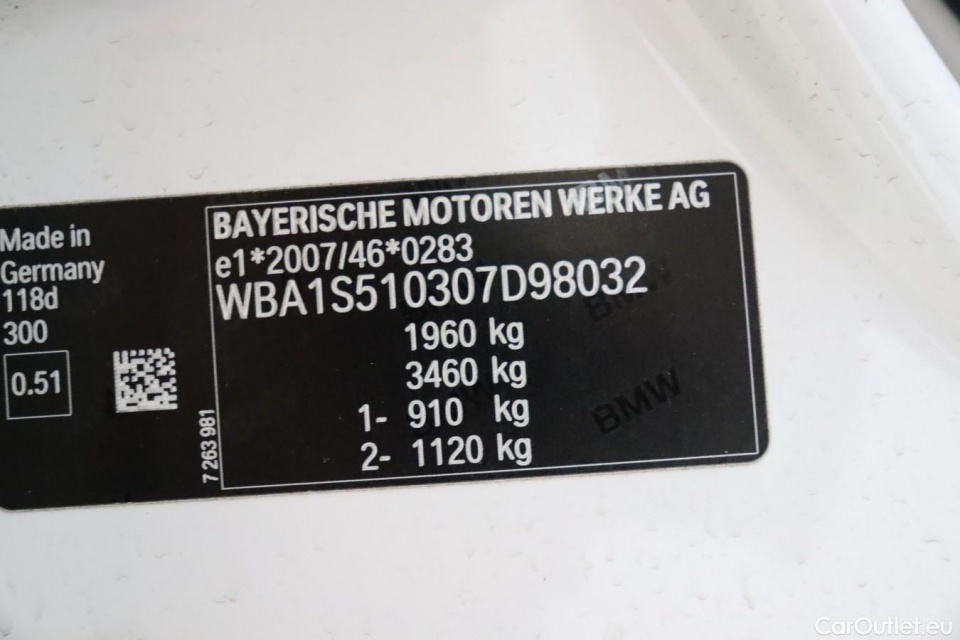 Made in
Germany
118d
300
0.51
7 263 981
BAYERISCHE MOTOREN WERKE AG
e1*2007/46*0283
WBA1S510307D98032
1960 kg
3460 kg
1- 910 kg
2- 1120 kg
BMW
BMW
CarOutlet.eu